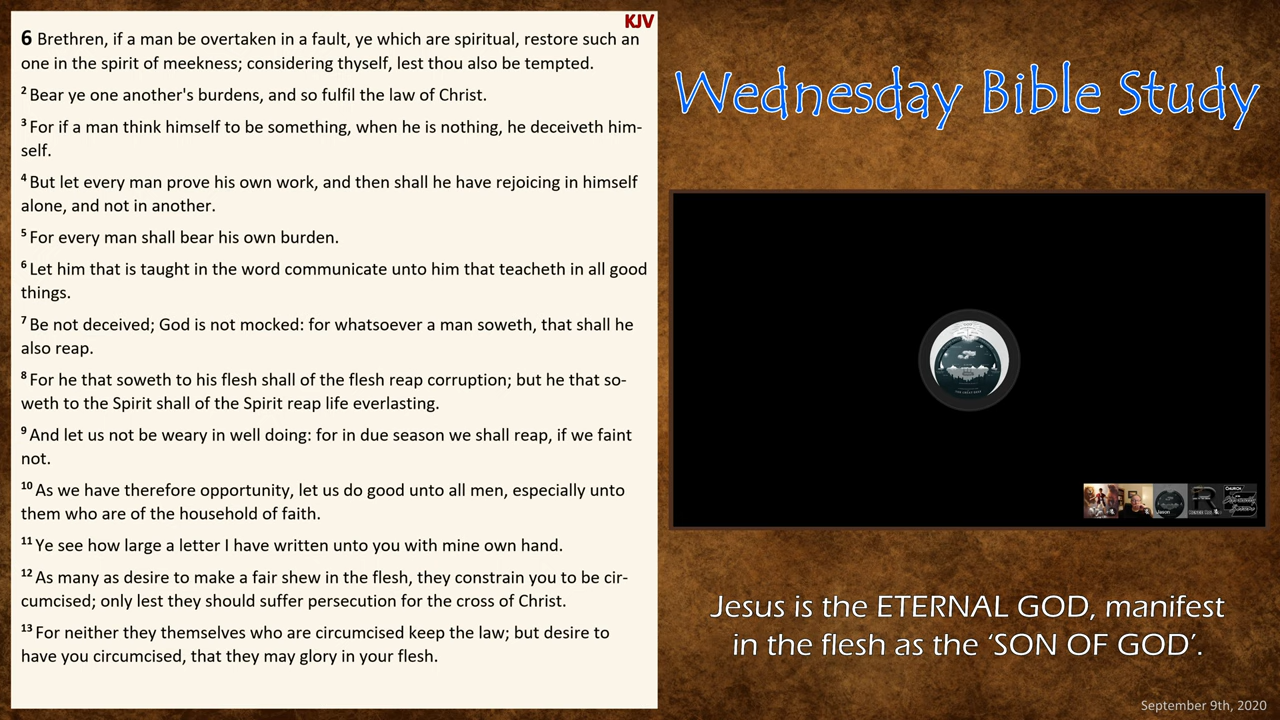 KJV
6 Brethren, if a man be overtaken in a fault, ye which are spiritual, restore such an
one in the spirit of meekness; considering thyself, lest thou also be tempted.
2 Bear ye one another's burdens, and so fulfil the law of Christ.
3 For if a man think himself to be something, when he is nothing, he deceiveth him-
self.
4 But let every man prove his own work, and then shall he have rejoicing in himself
alone, and not in another.
5 For every man shall bear his own burden.
6 Let him that is taught in the word communicate unto him that teacheth in all good
things.
7 Be not deceived; God is not mocked: for whatsoever a man soweth, that shall he
also reap.
8 For he that soweth to his flesh shall of the flesh reap corruption; but he that so-
weth to the Spirit shall of the Spirit reap life everlasting.
9 And let us not be weary in well doing: for in due season we shall reap, if we faint
not.
10 As we have therefore opportunity, let us do good unto all men, especially unto
them who are of the household of faith.
11 Ye see how large a letter I have written unto you with mine own hand.
12 As many as desire to make a fair shew in the flesh, they constrain you to be cir-
cumcised; only lest they should suffer persecution for the cross of Christ.
13 For neither they themselves who are circumcised keep the law; but desire to
have you circumcised, that they may glory in your flesh.
Wednesday Bible Study
Jason
CHURCH
Jesus is the ETERNAL GOD, manifest
in the flesh as the ‘SON OF GOD’.
September 9th, 2020